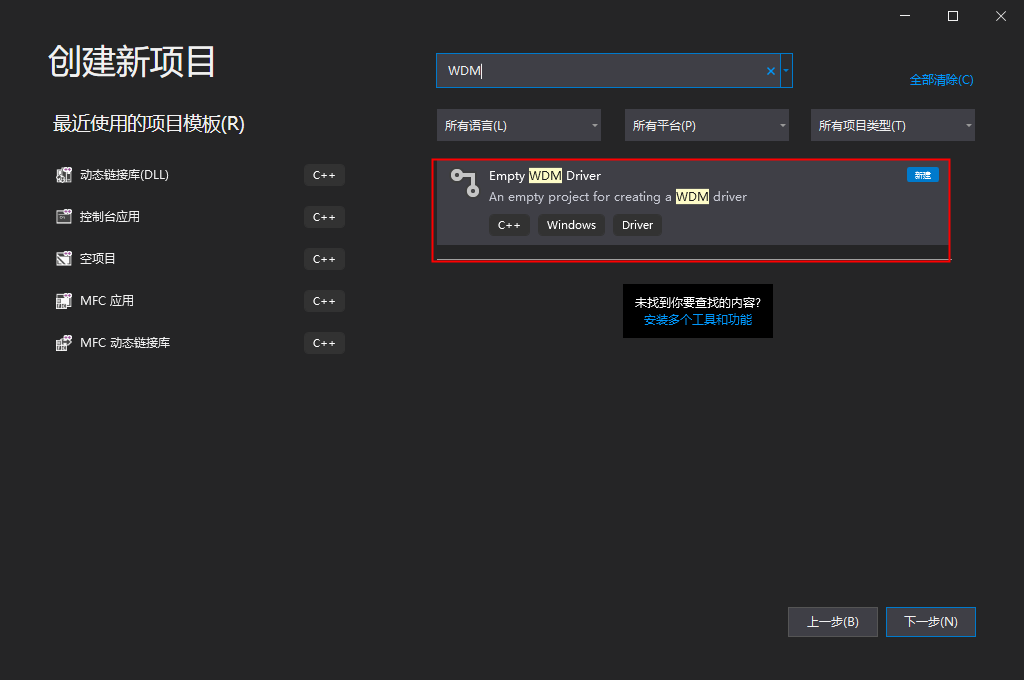 创建新项目
最近使用的项目模板(R)
动态链接库(DLL) C++
控制台应用 C++
空项目 C++
MFC 应用 C++
MFC 动态链接库 C++
WDM
全部清除(C)
所有语言(L) 所有平台(P) 所有项目类型(T)
Empty WDM Driver 新建
An empty project for creating a WDM driver
C++ Windows Driver
未找到你要查找的内容?
安装多个工具和功能
上一步(B) 下一步(N)